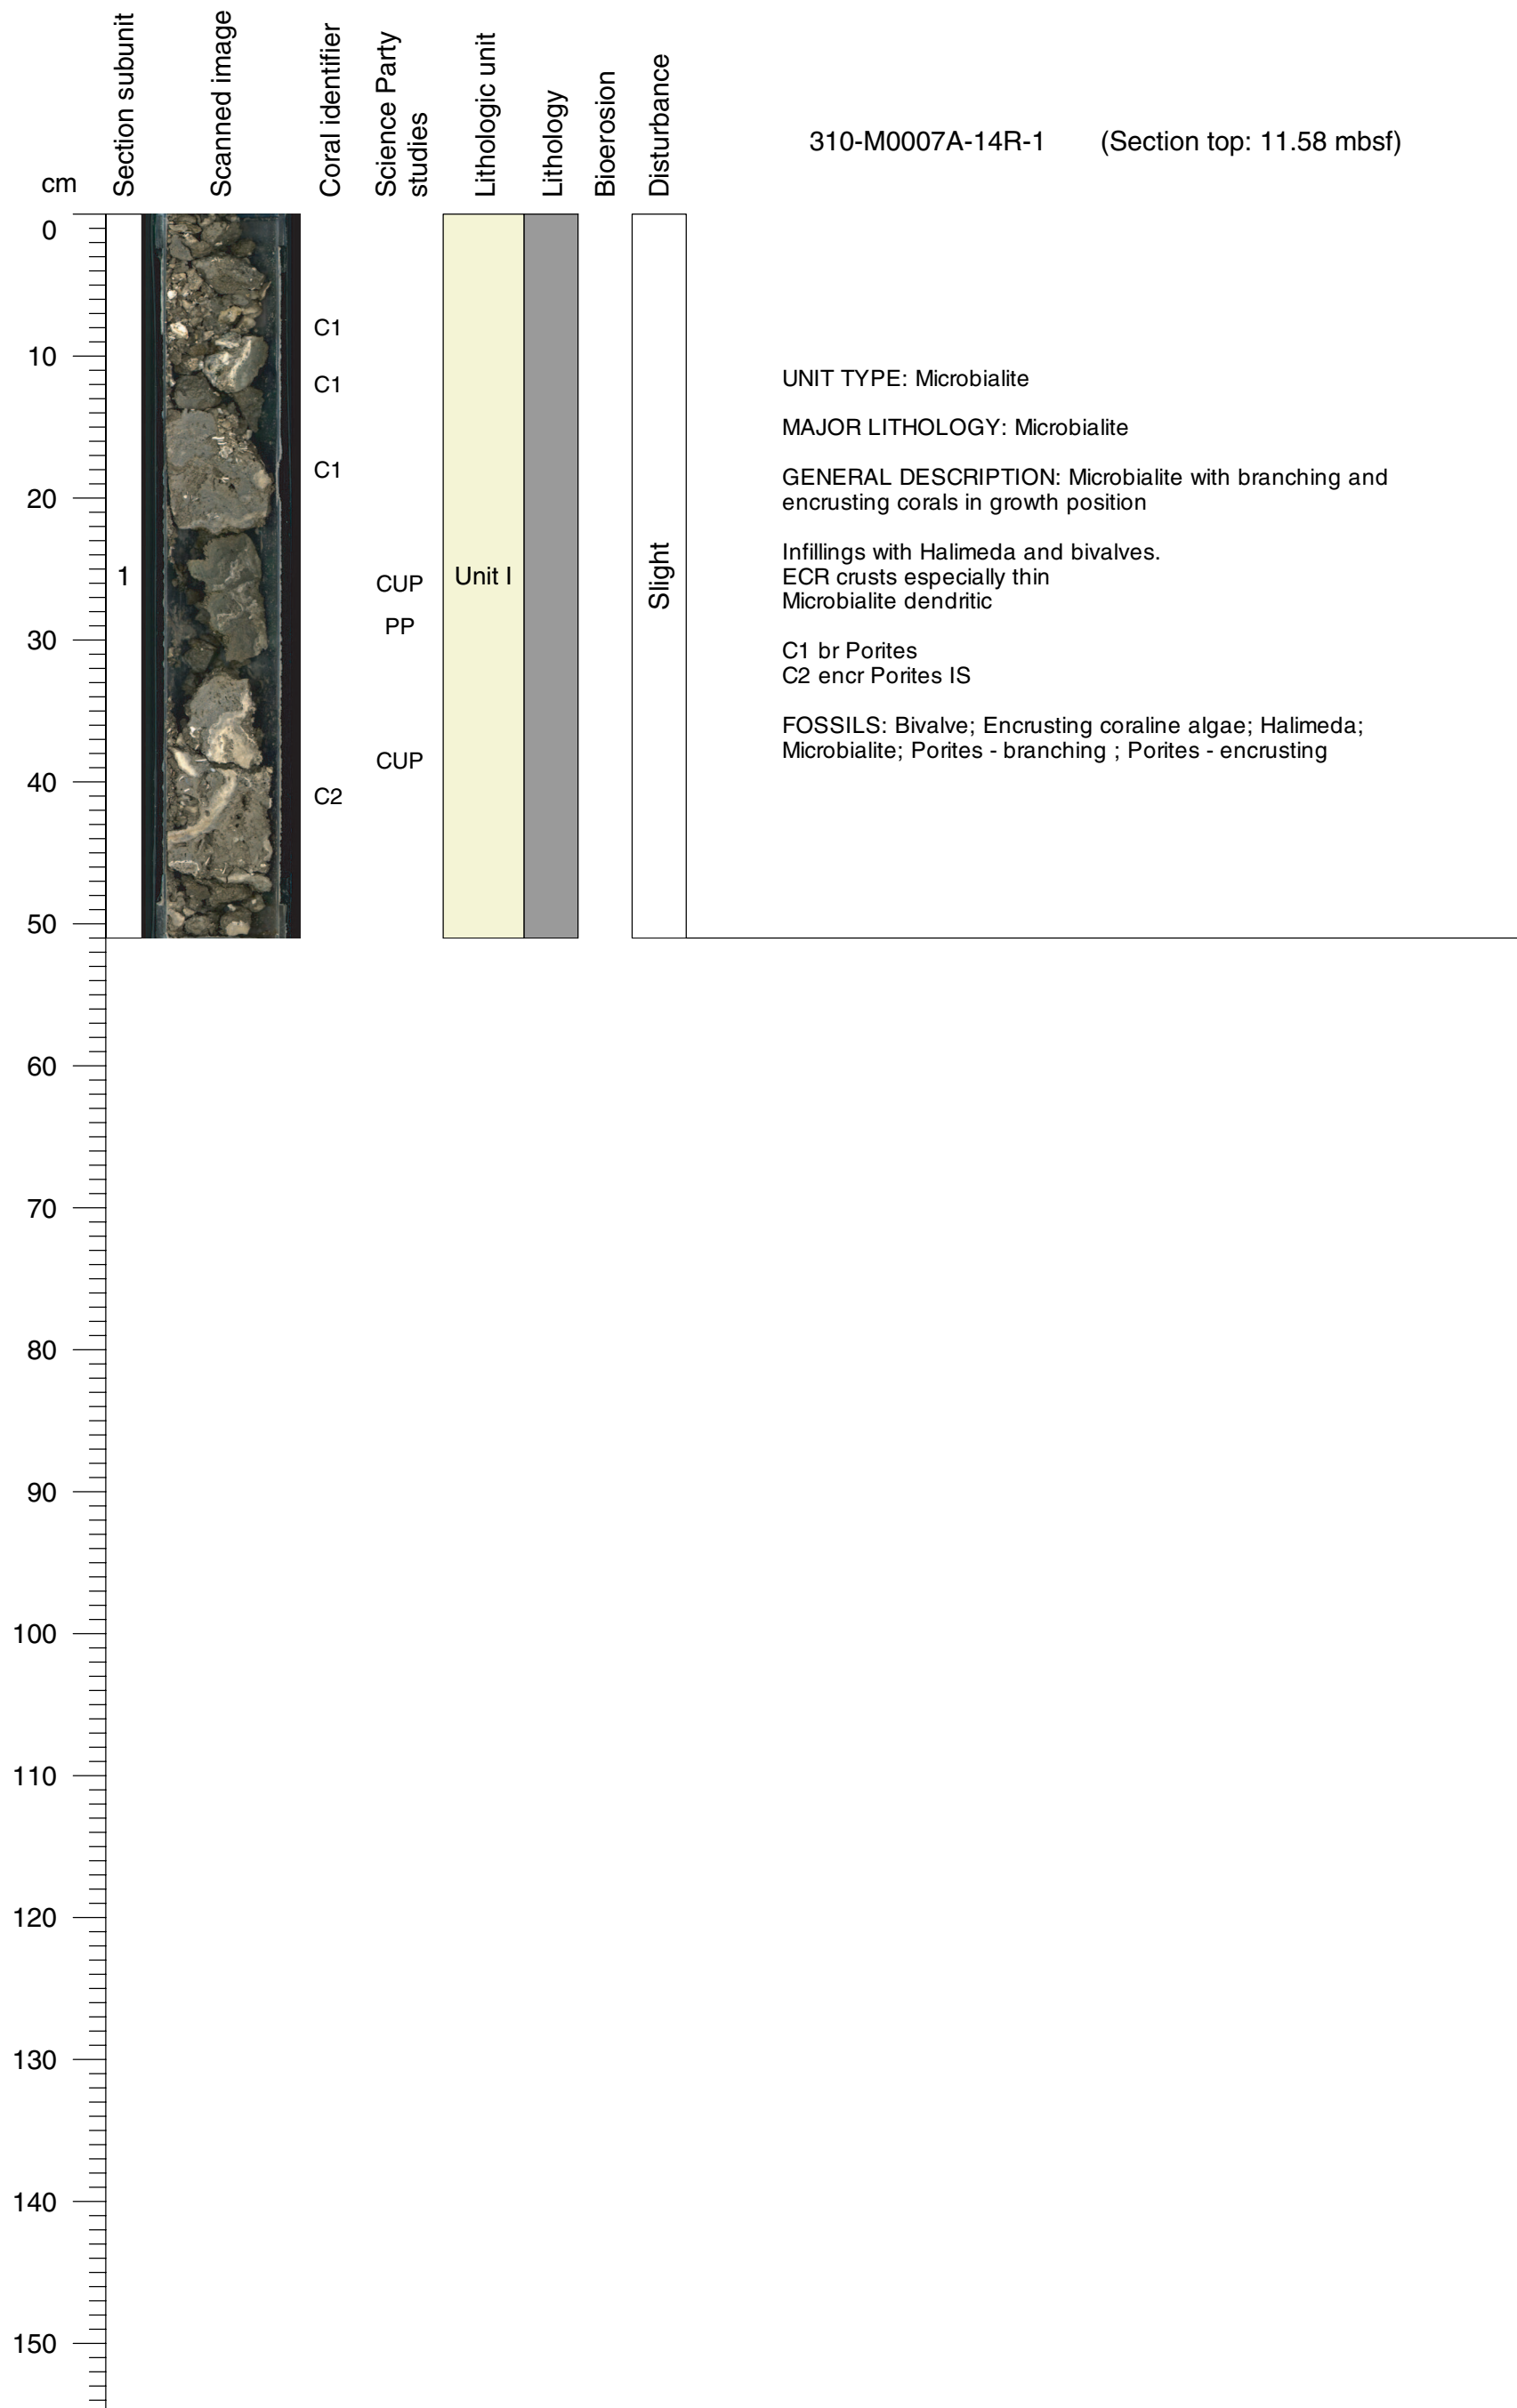 Section subunit
Scanned image
Coral identifier
Science Party
studies
Lithologic unit
Lithology
Bioerosion
Disturbance
310-M0007A-14R-1 (Section top: 11.58 mbsf)
cm
0
10
20
30
40
50
60
70
80
90
100
110
120
130
140
150
1
C1
C1
C1
C2
CUP
PP
CUP
Unit I
Slight
UNIT TYPE: Microbialite
MAJOR LITHOLOGY: Microbialite
GENERAL DESCRIPTION: Microbialite with branching and
encrusting corals in growth position
Infillings with Halimeda and bivalves.
ECR crusts especially thin
Microbialite dendritic
C1 br Porites
C2 encr Porites IS
FOSSILS: Bivalve; Encrusting coraline algae; Halimeda;
Microbialite; Porites - branching ; Porites - encrusting